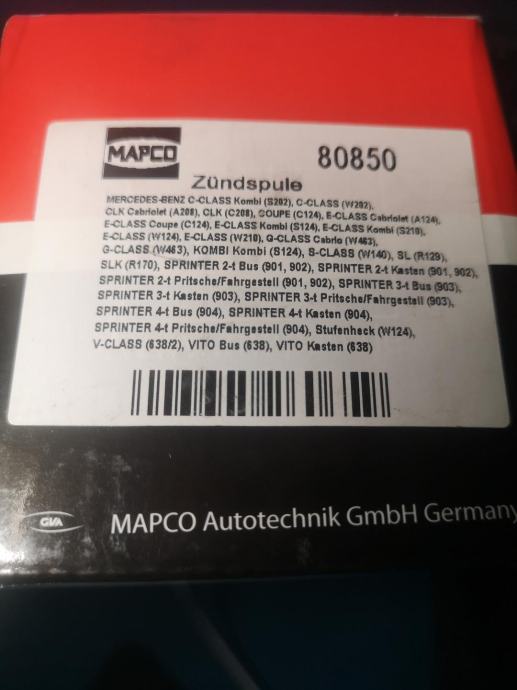 MAPCO
80850
Zündspule
MERCEDES-BENZ C-CLASS Kombi (S202), C-CLASS (W202),
CLK Cabriolet (A208), CLK (C208), COUPE (C124), E-CLASS Cabriolet (A124),
E-CLASS Coupe (C124), E-CLASS Kombi (S124), E-CLASS Kombi (S210),
E-CLASS (W124), E-CLASS (W210), G-CLASS Cabrio (W463),
G-CLASS (W463), KOMBI Kombi (S124), S-CLASS (W140), SL (R129),
SLK (R170), SPRINTER 2-t Bus (901, 902), SPRINTER 2-t Kasten (901, 902),
SPRINTER 2-t Pritsche/Fahrgestell (901, 902), SPRINTER 3-t Bus (903),
SPRINTER 3-t Kasten (903), SPRINTER 3-t Pritsche/Fahrgestell (903),
SPRINTER 4-t Bus (904), SPRINTER 4-t Kasten (904),
SPRINTER 4-t Pritsche/Fahrgestell (904), Stufenheck (W124),
V-CLASS (638/2), VITO Bus (638), VITO Kasten (638)
GVA
MAPCO Autotechnik GmbH Germany